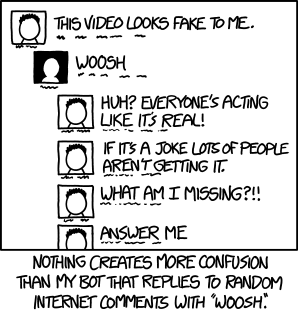 THIS VIDEO LOOKS FAKE TO ME.
WOOSH
HUH? EVERYONE'S ACTING
LIKE IT'S REAL!
IF IT'S A JOKE LOTS OF PEOPLE
AREN'T GETTING IT.
WHAT AM I MISSING?!!
ANSWER ME
NOTHING CREATES MORE CONFUSION
THAN MY BOT THAT REPLIES TO RANDOM
INTERNET COMMENTS WITH "WOOSH".